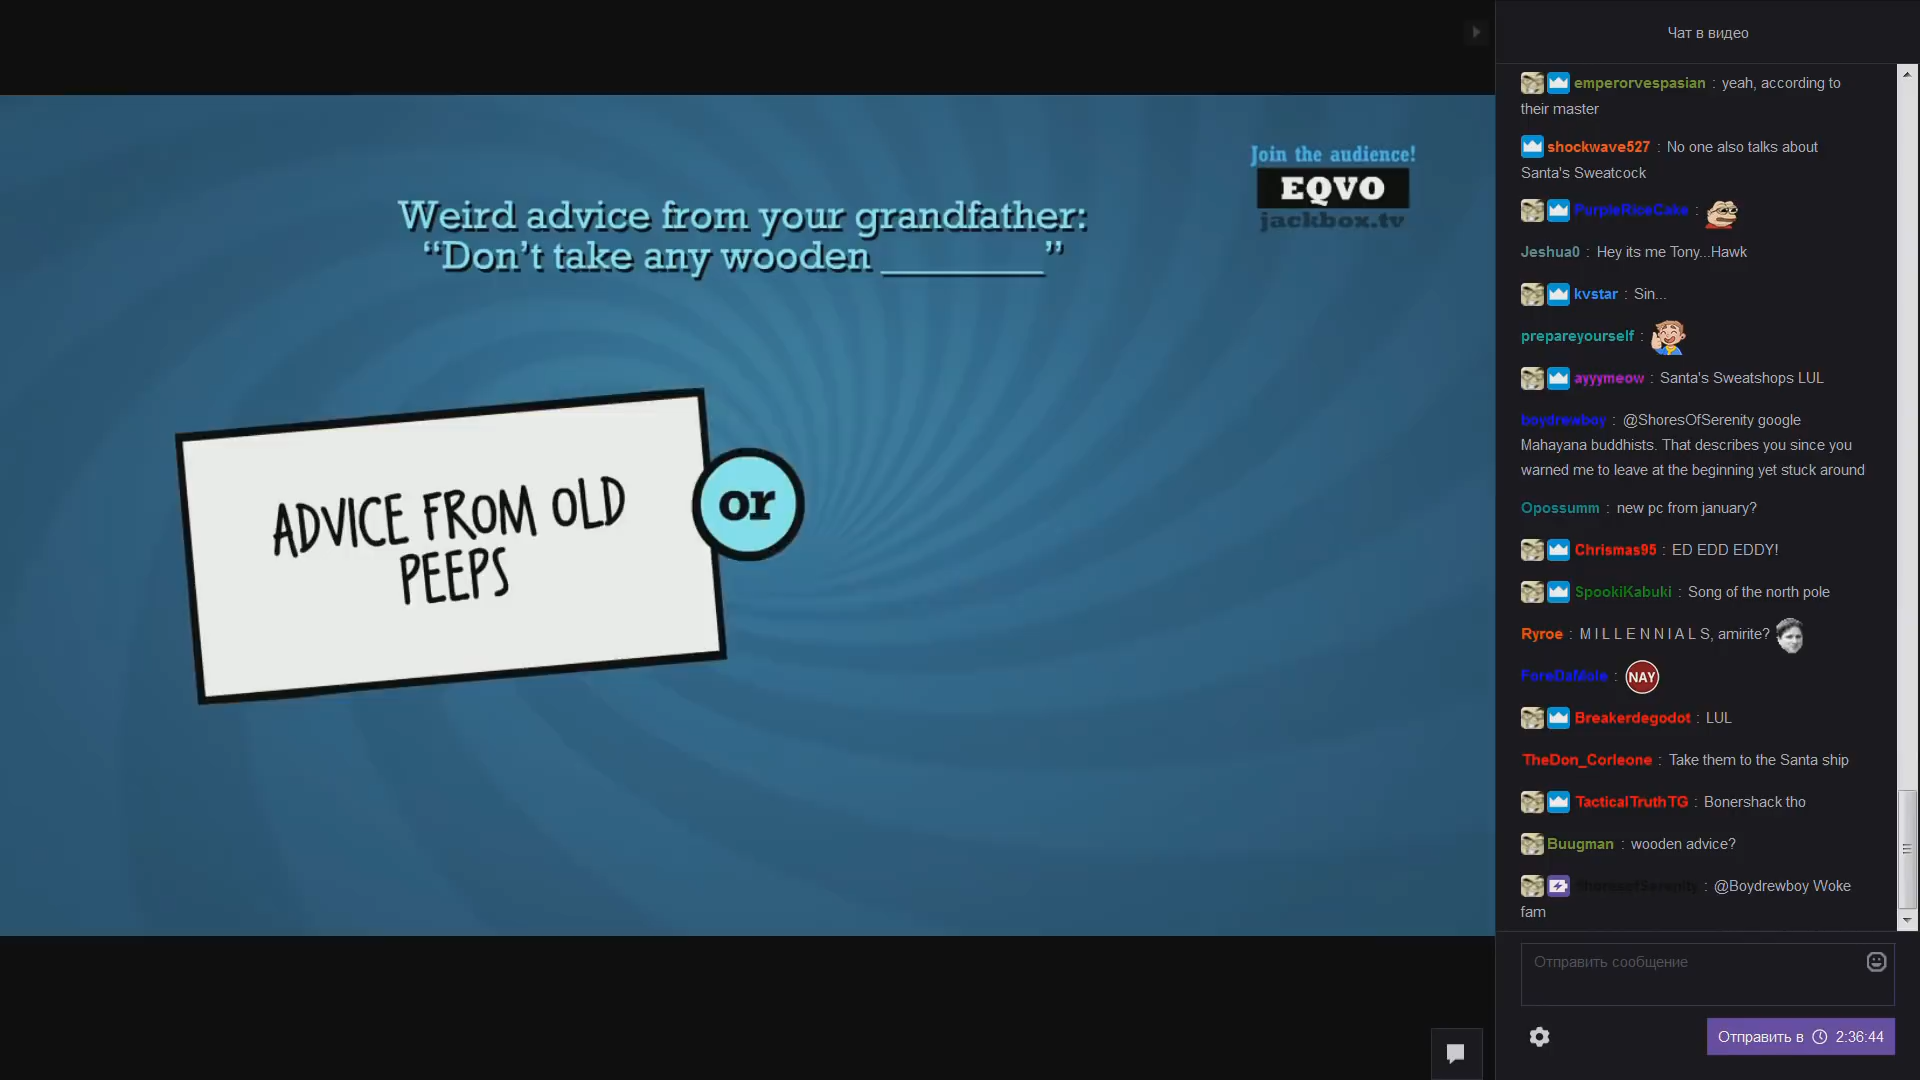 Join the audience!
EQVO
jackbox.tv
Weird advice from your grandfather:
“Don’t take any wooden ________”
ADVICE FROM OLD
PEEPS
or
Чат в видео
emperorvespasian : yeah, according to
their master
shockwave527 : No one also talks about
Santa's Sweatcock
PurpleRiceCake :
Jeshua0 : Hey its me Tony...Hawk
kvstar : Sin...
prepareyourself :
ayyymeow : Santa's Sweatshops LUL
boydrewboy : @ShoresOfSerenity google
Mahayana buddhists. That describes you since you
warned me to leave at the beginning yet stuck around
Opossumm : new pc from january?
Chrismas95 : ED EDD EDDY!
SpookiKabuki : Song of the north pole
Ryroe : M I L L E N N I A L S, amirite?
ForeDaMole : NAY
Breakerdegodot : LUL
TheDon_Corleone : Take them to the Santa ship
TacticalTruthTG : Bonershack tho
Buugman : wooden advice?
: @Boydrewboy Woke
fam
Отправить сообщение
Отправить в 2:36:44